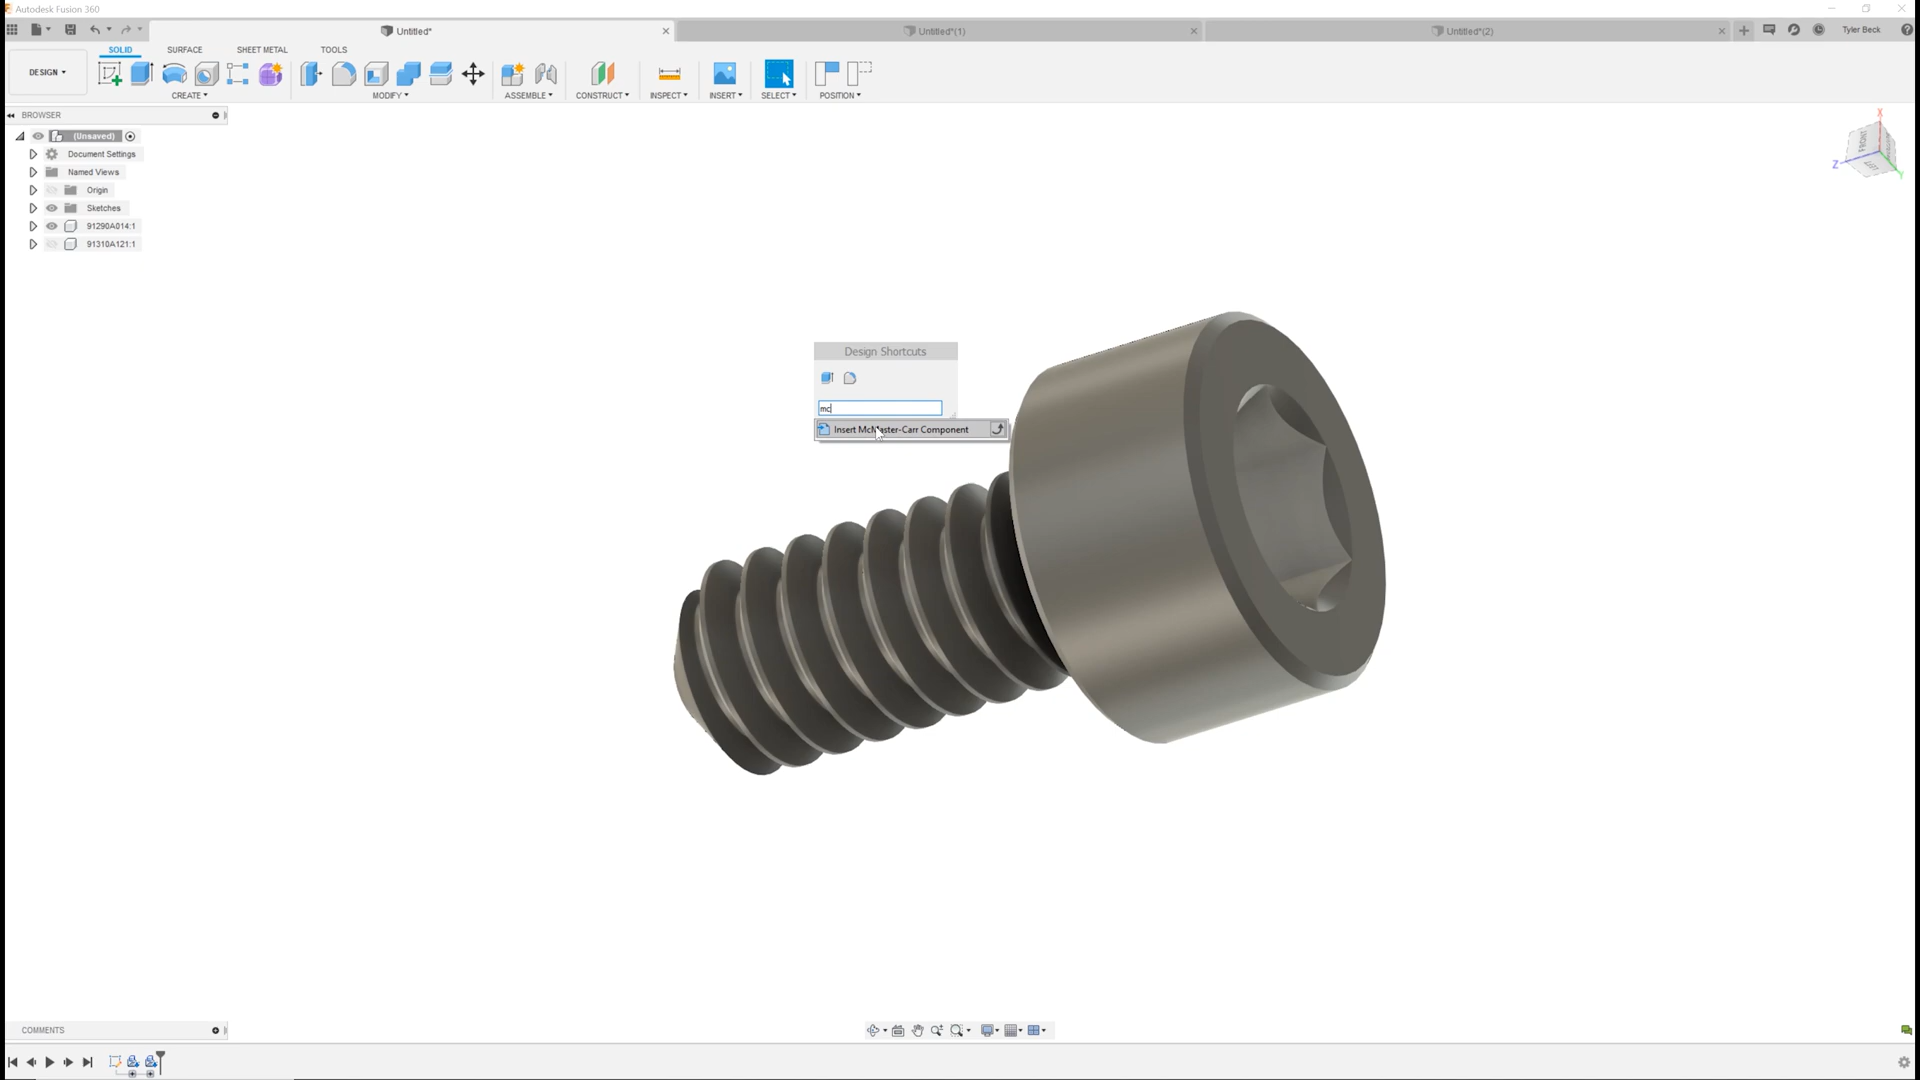 Autodesk Fusion 360
Untitled*
Untitled*(1)
Untitled*(2)
Tyler Beck
SOLID
SURFACE
SHEET METAL
TOOLS
DESIGN
CREATE
MODIFY
ASSEMBLE
CONSTRUCT
INSPECT
INSERT
SELECT
POSITION
BROWSER
(Unsaved)
Document Settings
Named Views
Origin
Sketches
91290A014:1
91310A121:1
X
FRONT
Z
Y
Design Shortcuts
mc
Insert McMaster-Carr Component
COMMENTS